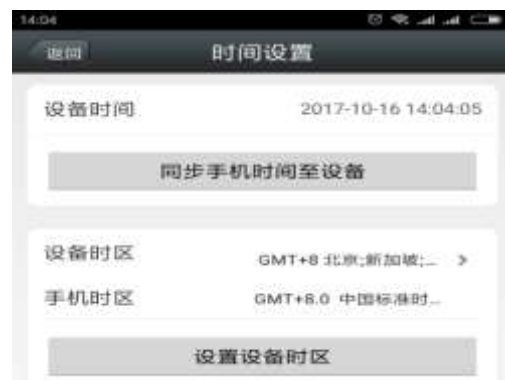 14:04
返回
时间设置
设备时间 2017-10-16 14:04:05
同步手机时间至设备
设备时区 GMT+8 北京;新加坡;... >
手机时区 GMT+8.0 中国标准时...
设置设备时区